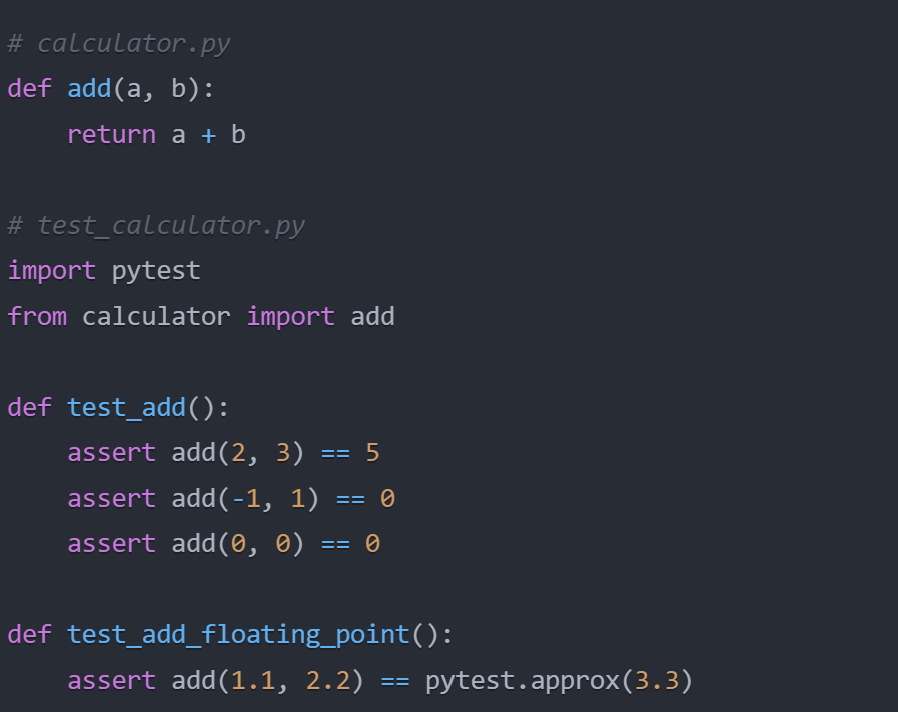 # calculator.py
def add(a, b):
    return a + b

# test_calculator.py
import pytest
from calculator import add

def test_add():
    assert add(2, 3) == 5
    assert add(-1, 1) == 0
    assert add(0, 0) == 0

def test_add_floating_point():
    assert add(1.1, 2.2) == pytest.approx(3.3)